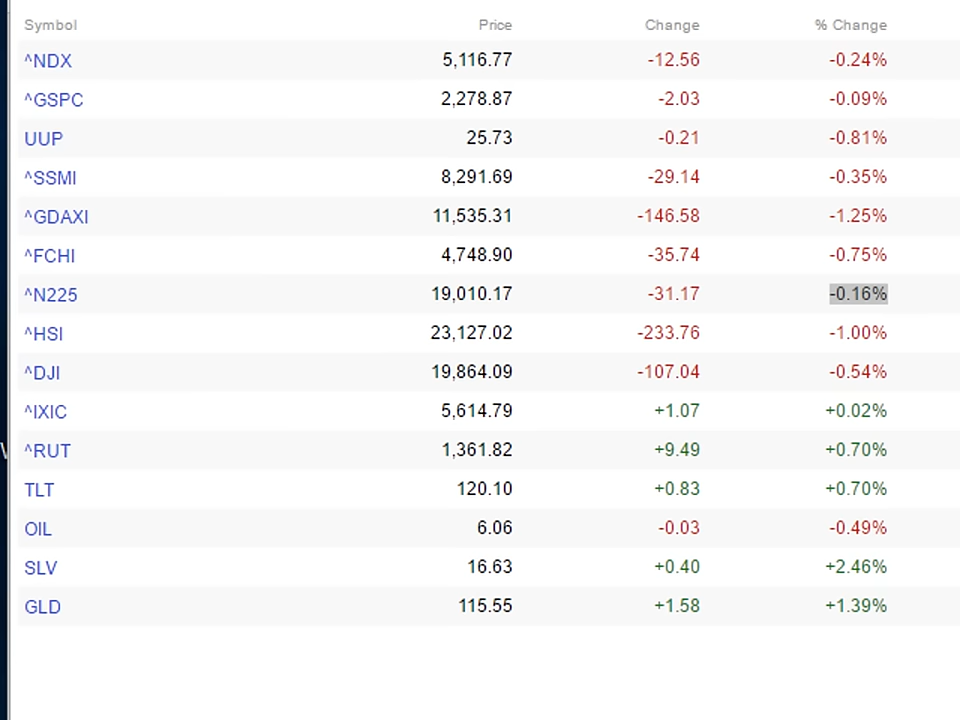 Symbol Price Change % Change
^NDX 5,116.77 -12.56 -0.24%
^GSPC 2,278.87 -2.03 -0.09%
UUP 25.73 -0.21 -0.81%
^SSMI 8,291.69 -29.14 -0.35%
^GDAXI 11,535.31 -146.58 -1.25%
^FCHI 4,748.90 -35.74 -0.75%
^N225 19,010.17 -31.17 -0.16%
^HSI 23,127.02 -233.76 -1.00%
^DJI 19,864.09 -107.04 -0.54%
^IXIC 5,614.79 +1.07 +0.02%
^RUT 1,361.82 +9.49 +0.70%
TLT 120.10 +0.83 +0.70%
OIL 6.06 -0.03 -0.49%
SLV 16.63 +0.40 +2.46%
GLD 115.55 +1.58 +1.39%